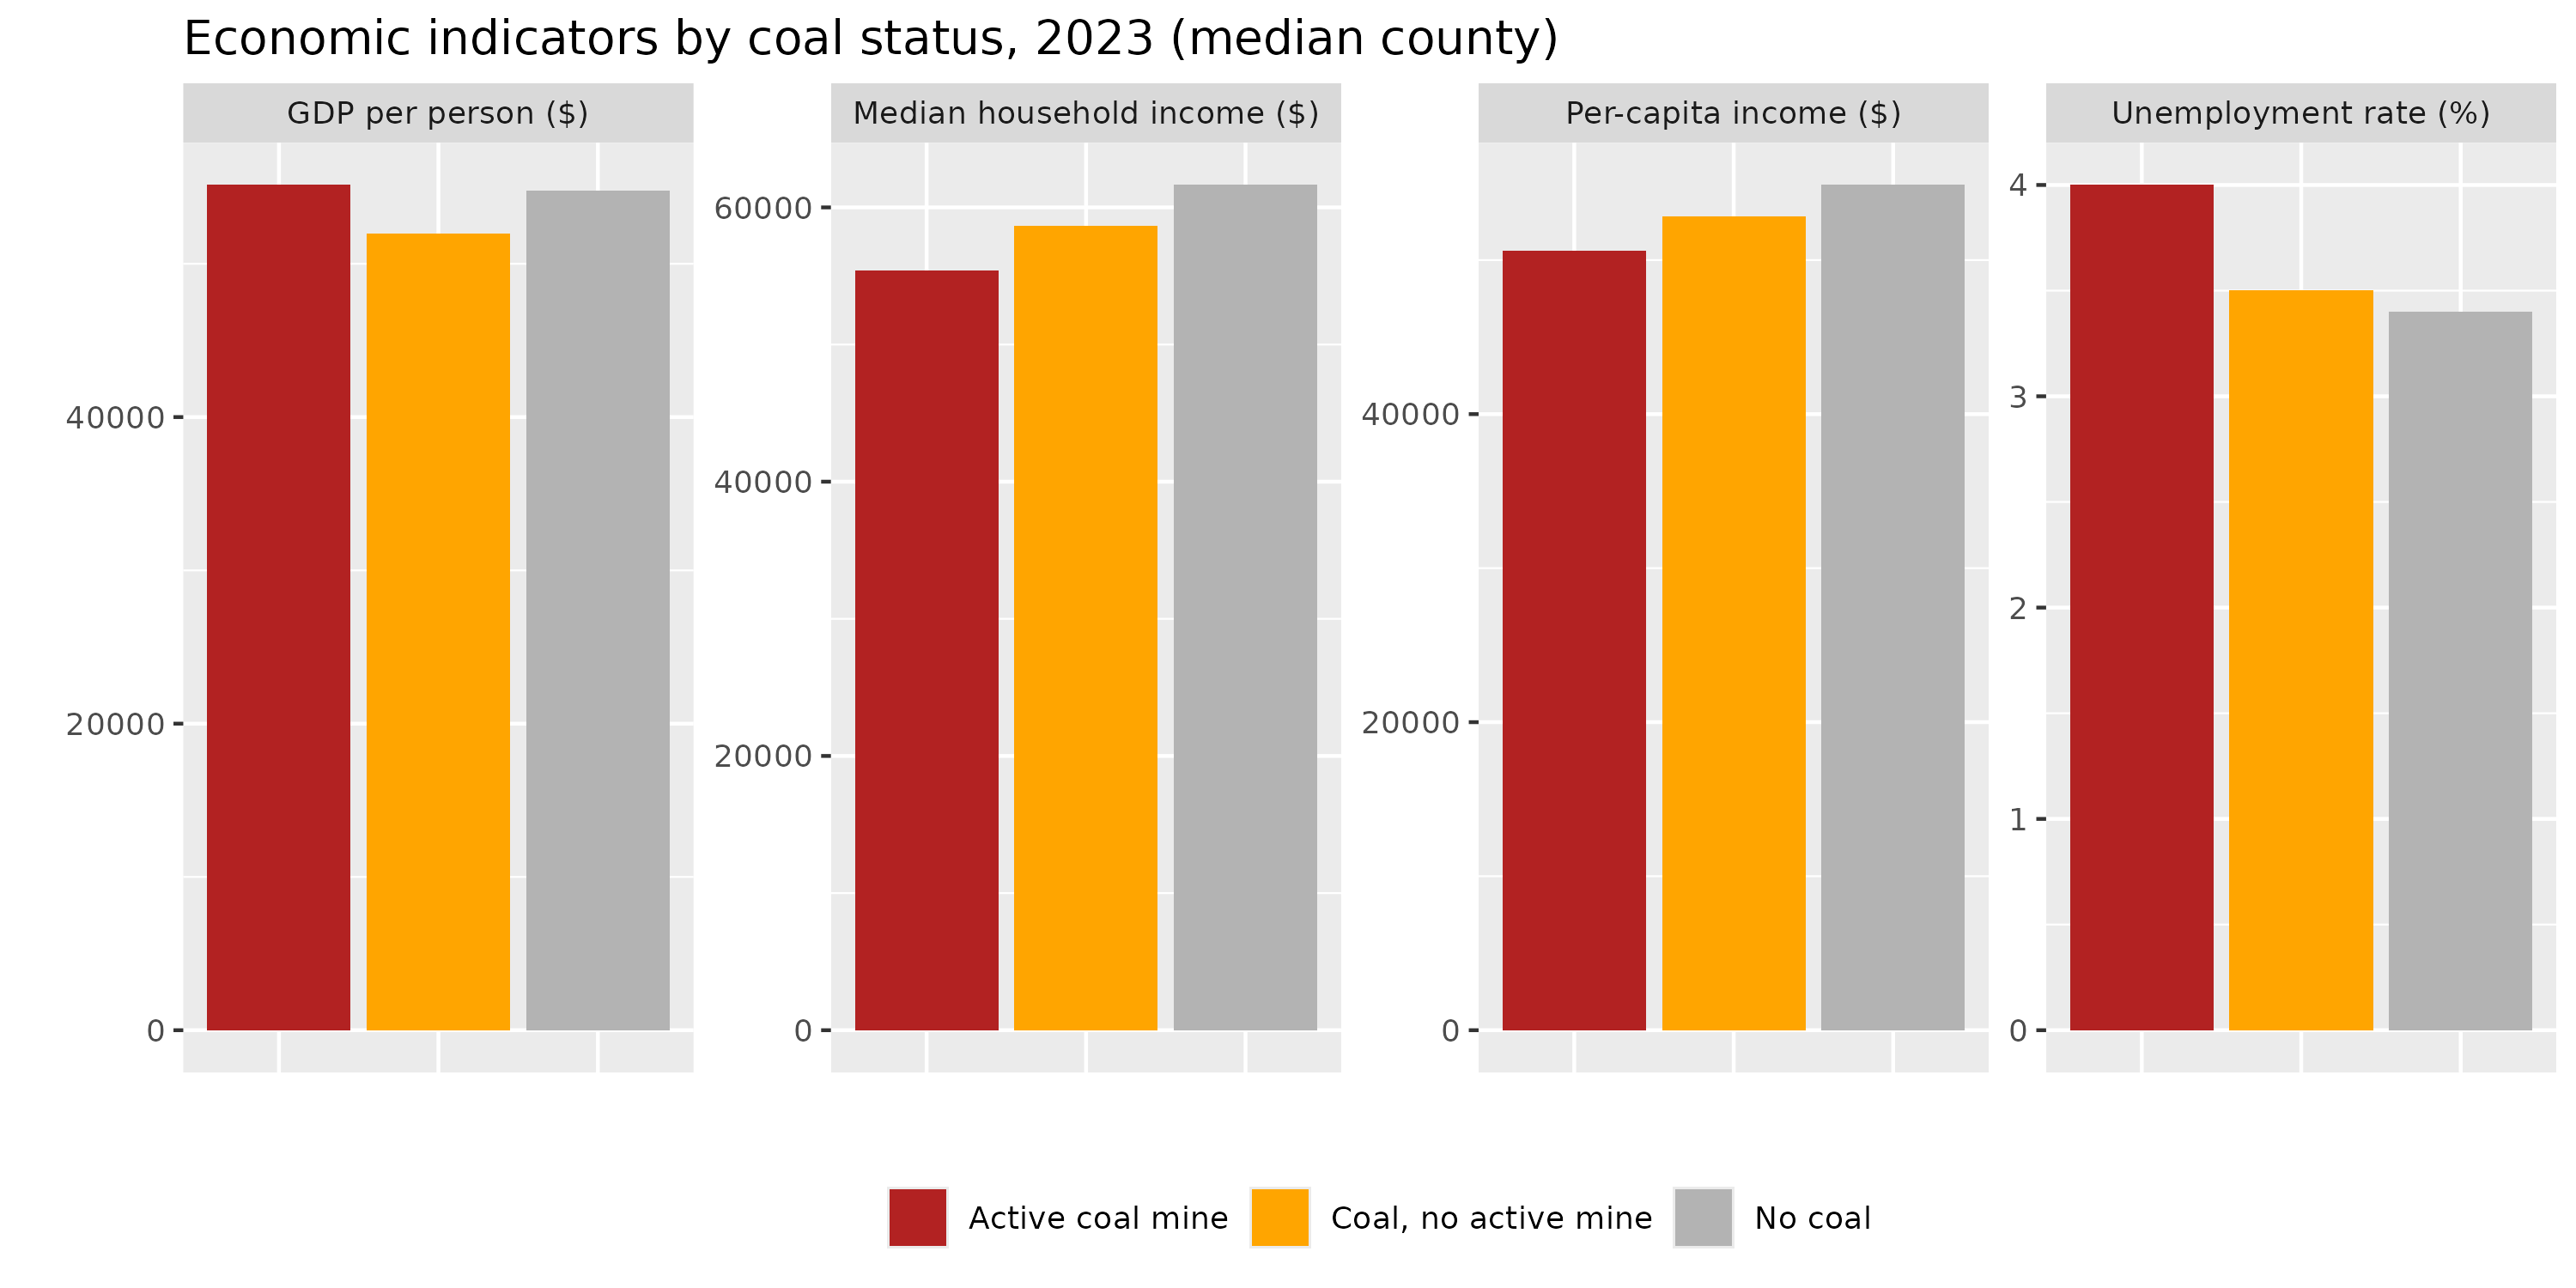 Economic indicators by coal status, 2023 (median county)
GDP per person ($)
40000
20000
0
Median household income ($)
60000
40000
20000
0
Per-capita income ($)
40000
20000
0
Unemployment rate (%)
4
3
2
1
0
Active coal mine
Coal, no active mine
No coal